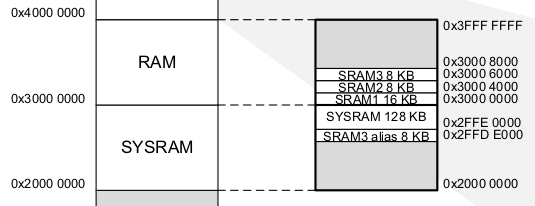 0x4000 0000
RAM
0x3000 0000
SYSRAM
0x2000 0000
0x3FFF FFFF
0x3000 8000
SRAM3 8 KB
0x3000 6000
SRAM2 8 KB
0x3000 4000
SRAM1 16 KB
0x3000 0000
SYSRAM 128 KB
0x2FFE 0000
SRAM3 alias 8 KB
0x2FFD E000
0x2000 0000